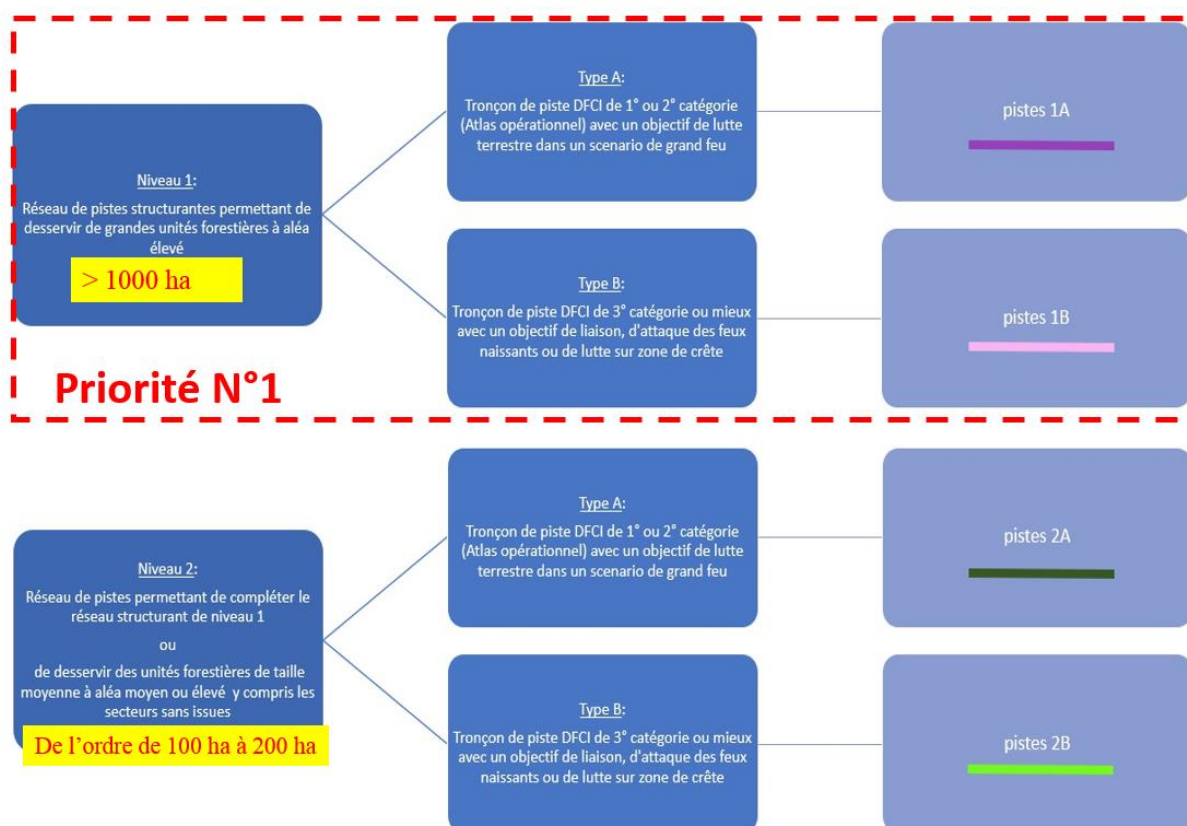 Niveau 1:
Réseau de pistes structurantes permettant de
desservir de grandes unités forestières à aléa
élevé
> 1000 ha
Type A:
Tronçon de piste DFCI de 1° ou 2° catégorie
(Atlas opérationnel) avec un objectif de lutte
terrestre dans un scenario de grand feu
pistes 1A
Type B:
Tronçon de piste DFCI de 3° catégorie ou mieux
avec un objectif de liaison, d'attaque des feux
naissants ou de lutte sur zone de crête
pistes 1B
Priorité N°1
Niveau 2:
Réseau de pistes permettant de compléter le
réseau structurant de niveau 1
ou
de desservir des unités forestières de taille
moyenne à aléa moyen ou élevé y compris les
secteurs sans issues
De l'ordre de 100 ha à 200 ha
Type A:
Tronçon de piste DFCI de 1° ou 2° catégorie
(Atlas opérationnel) avec un objectif de lutte
terrestre dans un scenario de grand feu
pistes 2A
Type B:
Tronçon de piste DFCI de 3° catégorie ou mieux
avec un objectif de liaison, d'attaque des feux
naissants ou de lutte sur zone de crête
pistes 2B